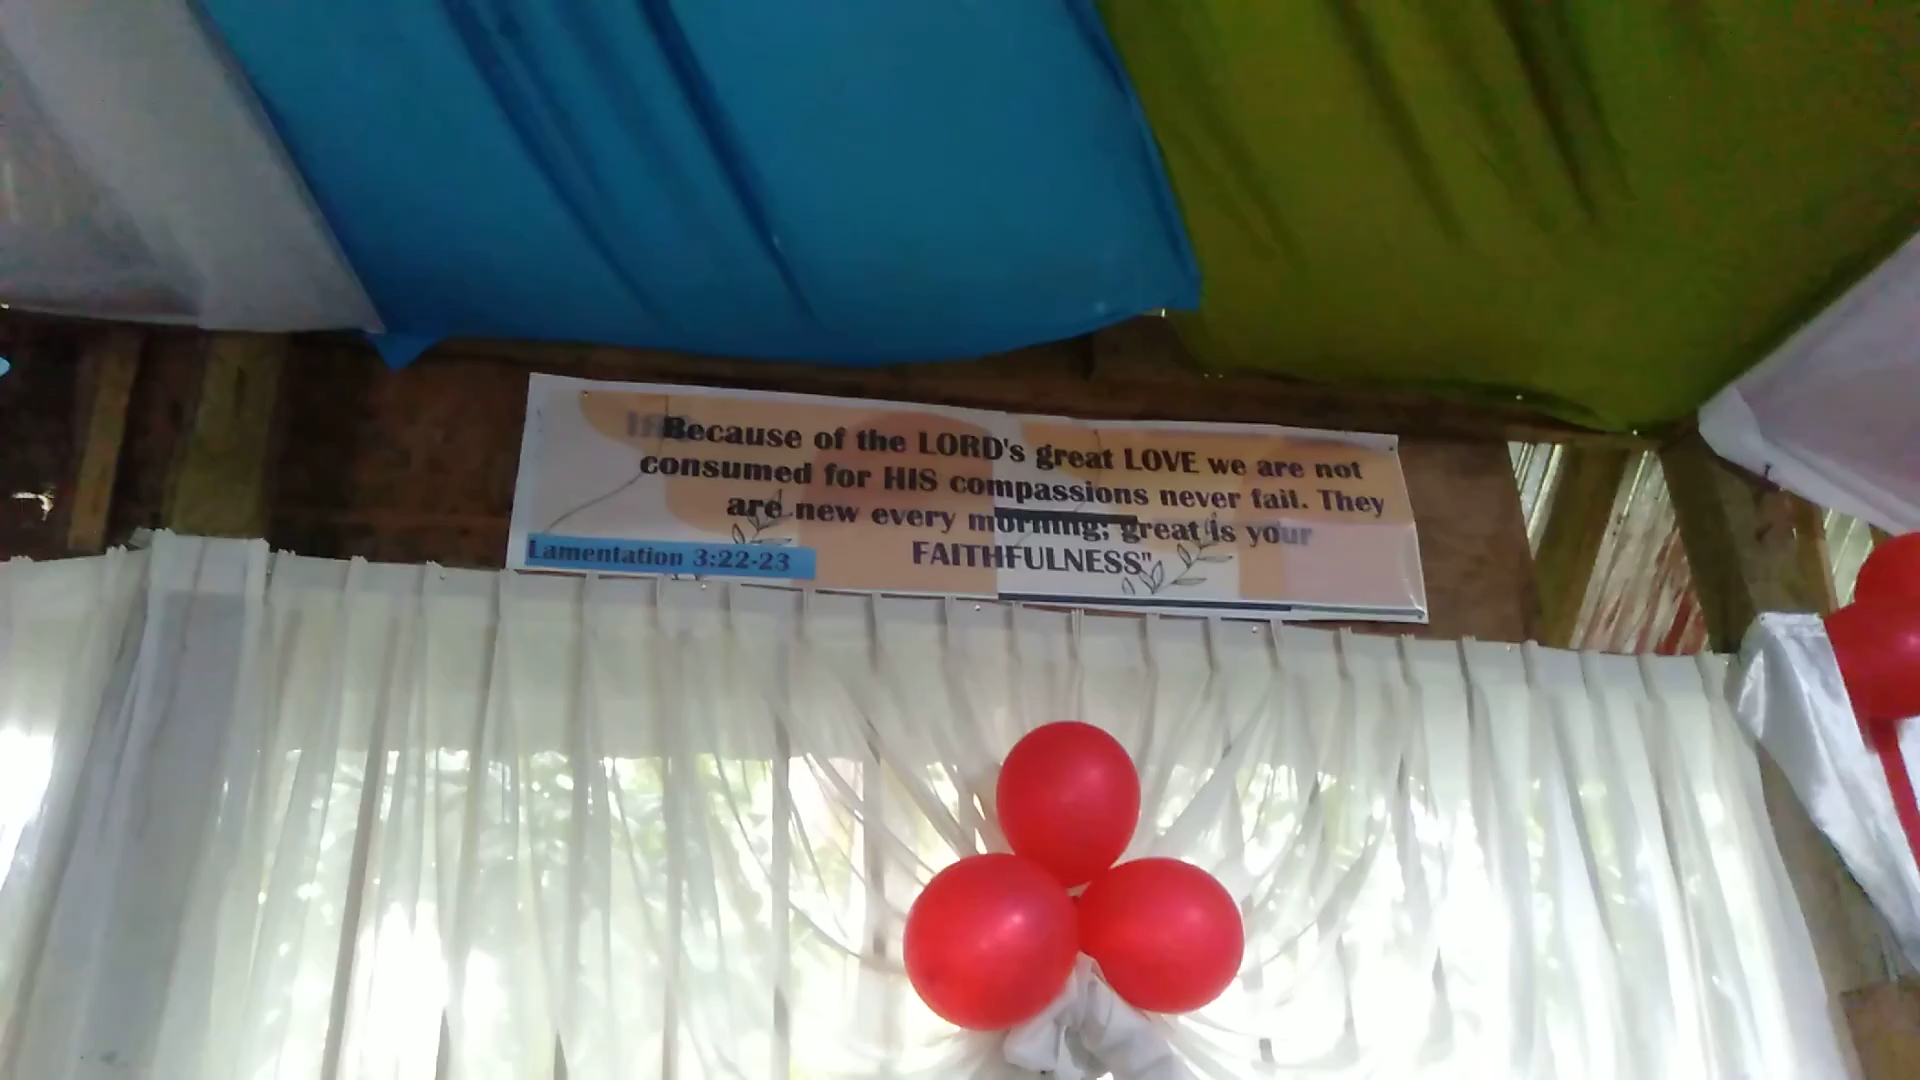 Because of the LORD's great LOVE we are not
consumed for HIS compassions never fail. They
are new every morning; great is your
FAITHFULNESS"
Lamentation 3:22-23